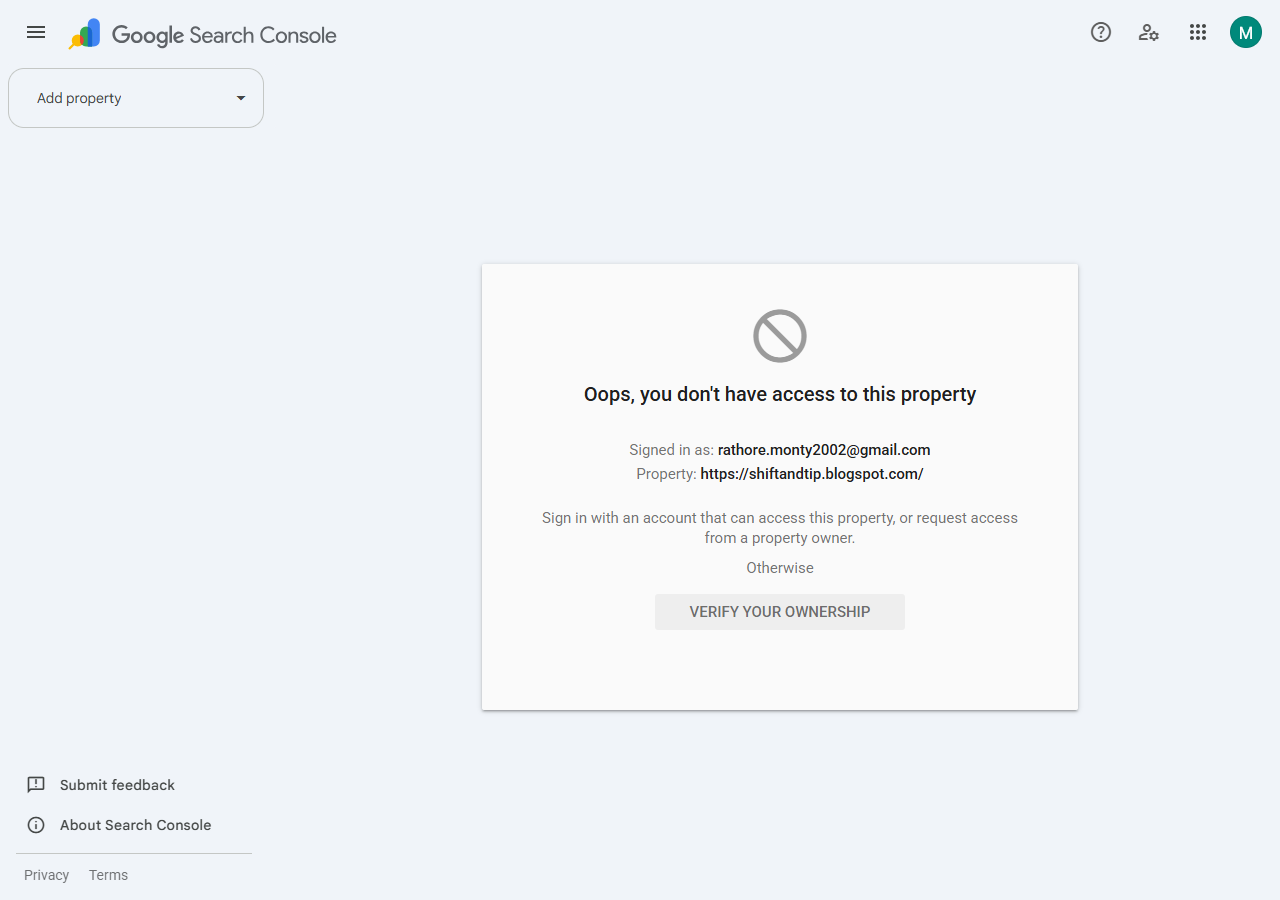 Google Search Console
M
Add property
Oops, you don't have access to this property
Signed in as: rathore.monty2002@gmail.com
Property: https://shiftandtip.blogspot.com/
Sign in with an account that can access this property, or request access
from a property owner.
Otherwise
VERIFY YOUR OWNERSHIP
Submit feedback
About Search Console
Privacy Terms